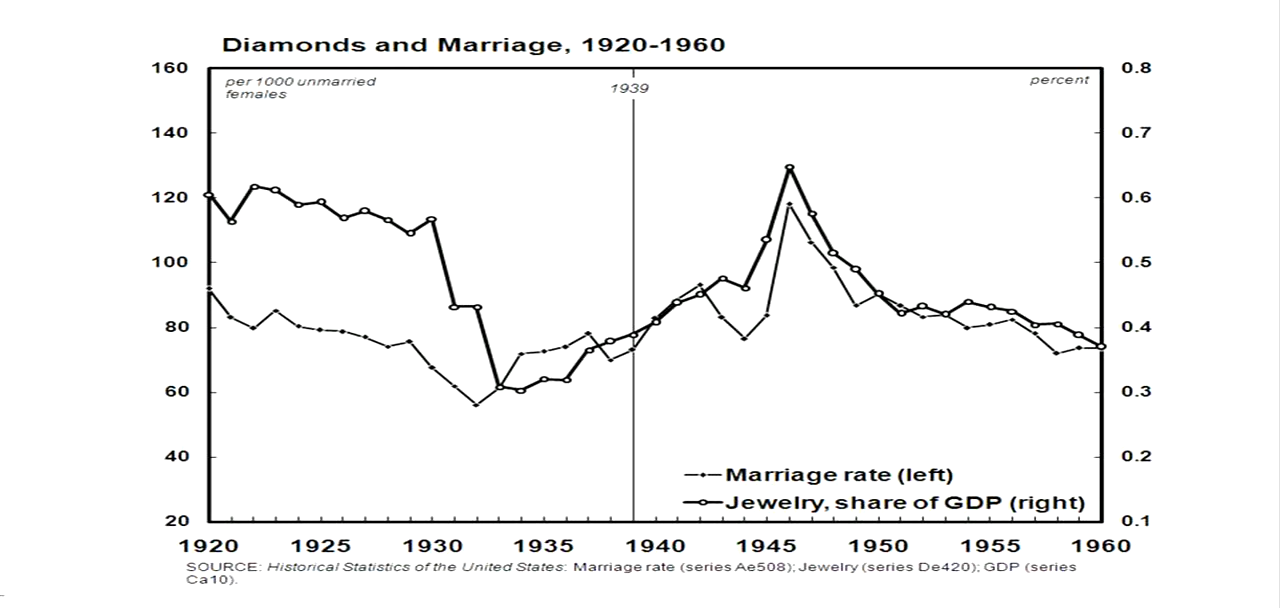 Diamonds and Marriage, 1920-1960
160
per 1000 unmarried
females
1939
percent
0.8
140
0.7
120
0.6
100
0.5
80
0.4
60
0.3
40
0.2
Marriage rate (left)
Jewelry, share of GDP (right)
20
0.1
1920 1925 1930 1935 1940 1945 1950 1955 1960
SOURCE: Historical Statistics of the United States: Marriage rate (series Ae508); Jewelry (series De420); GDP (series
Ca10).